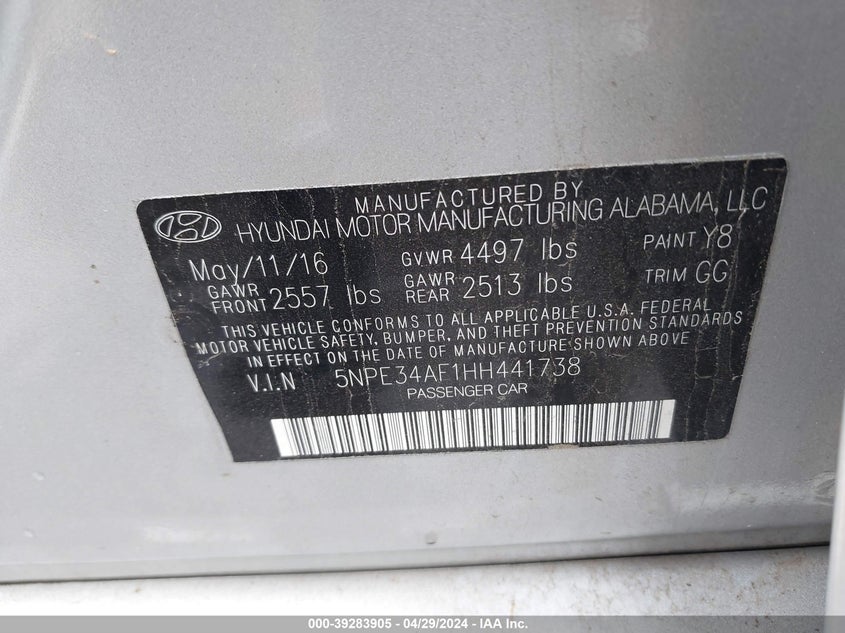 MANUFACTURED BY
HYUNDAI MOTOR MANUFACTURING ALABAMA, LLC
May/11/16 GVWR 4497 lbs PAINT Y8
GAWR FRONT 2557 lbs GAWR REAR 2513 lbs TRIM GG
THIS VEHICLE CONFORMS TO ALL APPLICABLE U.S.A. FEDERAL
MOTOR VEHICLE SAFETY, BUMPER, AND THEFT PREVENTION STANDARDS
IN EFFECT ON THE DATE OF MANUFACTURE SHOWN ABOVE
V.I.N 5NPE34AF1HH441738
PASSENGER CAR
000-39283905 - 04/29/2024 - IAA Inc.